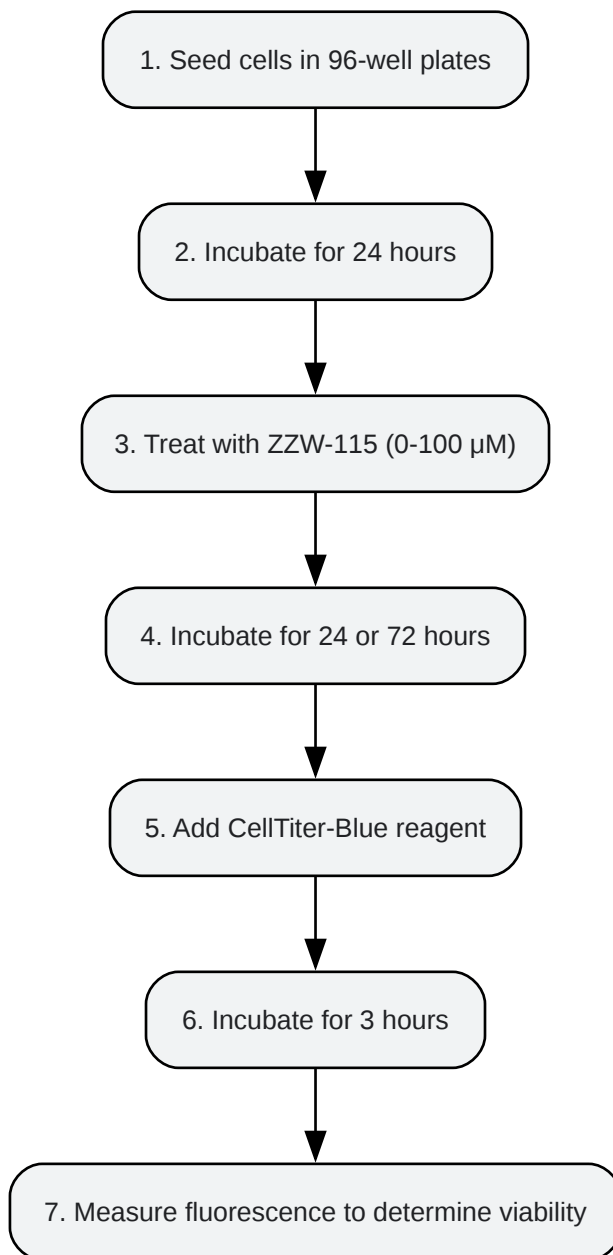 1. Seed cells in 96-well plates
2. Incubate for 24 hours
3. Treat with ZZW-115 (0-100 µM)
4. Incubate for 24 or 72 hours
5. Add CellTiter-Blue reagent
6. Incubate for 3 hours
7. Measure fluorescence to determine viability